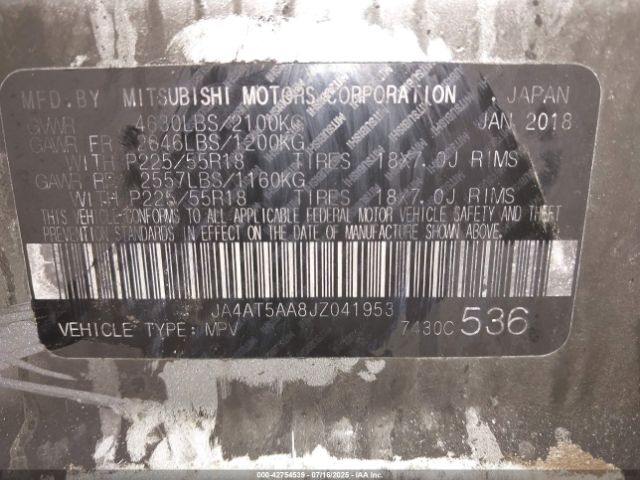 MFD.BY MITSUBISHI MOTORS CORPORATION, JAPAN
GVWR 4630LBS/2100KG JAN 2018
GAWR FR 2646LBS/1200KG
WITH P225/55R18 TIRES 18X7.0J RIMS
GAWR RR 2557LBS/1160KG
WITH P225/55R18 TIRES 18X7.0J RIMS
THIS VEHICLE CONFORMS TO ALL APPLICABLE FEDERAL MOTOR VEHICLE SAFETY AND THEFT
PREVENTION STANDARDS IN EFFECT ON THE DATE OF MANUFACTURE SHOWN ABOVE.
JA4AT5AA8JZ041953
VEHICLE TYPE: MPV 7430C 536
000-42754539 - 07/16/2025 - IAAI.COM